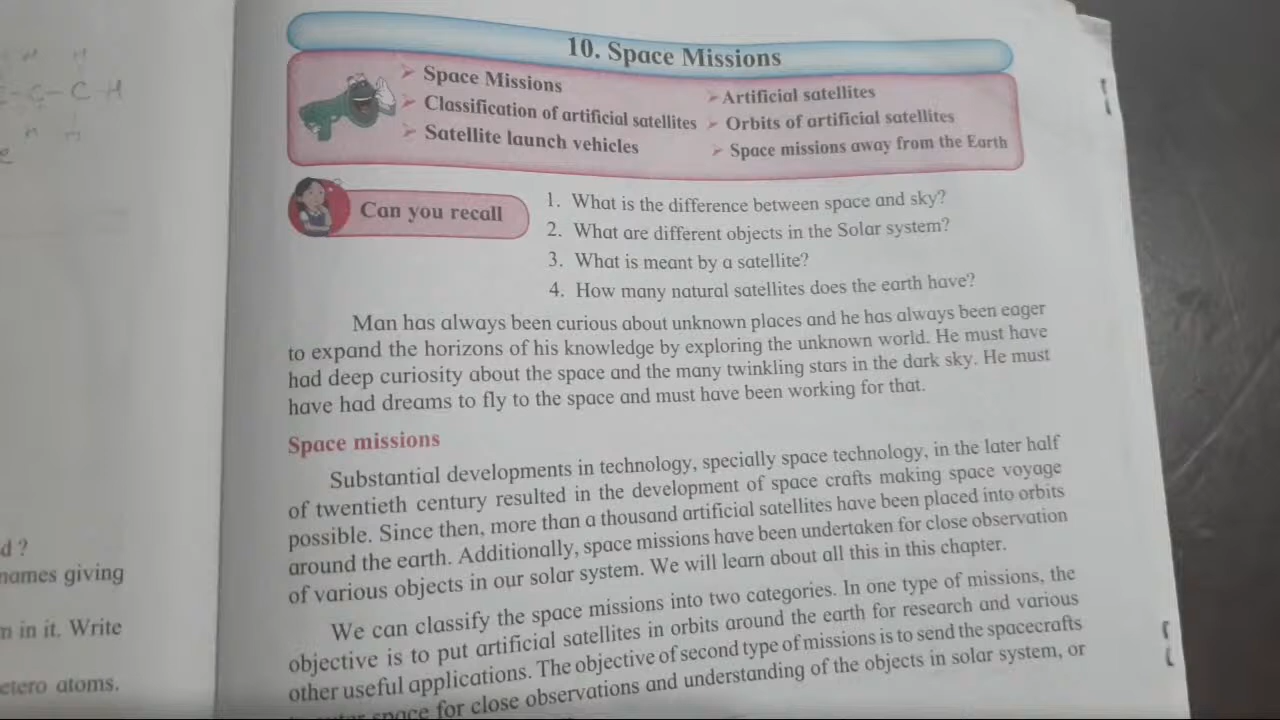 H H
C - C - C - H
H H
e
d ?
names giving
n in it. Write
etero atoms.
10. Space Missions
➢ Space Missions
➢ Classification of artificial satellites
➢ Satellite launch vehicles
➢ Artificial satellites
➢ Orbits of artificial satellites
➢ Space missions away from the Earth
Can you recall
1. What is the difference between space and sky?
2. What are different objects in the Solar system?
3. What is meant by a satellite?
4. How many natural satellites does the earth have?
Man has always been curious about unknown places and he has always been eager
to expand the horizons of his knowledge by exploring the unknown world. He must have
had deep curiosity about the space and the many twinkling stars in the dark sky. He must
have had dreams to fly to the space and must have been working for that.
Space missions
Substantial developments in technology, specially space technology, in the later half
of twentieth century resulted in the development of space crafts making space voyage
possible. Since then, more than a thousand artificial satellites have been placed into orbits
around the earth. Additionally, space missions have been undertaken for close observation
of various objects in our solar system. We will learn about all this in this chapter.
We can classify the space missions into two categories. In one type of missions, the
objective is to put artificial satellites in orbits around the earth for research and various
other useful applications. The objective of second type of missions is to send the spacecrafts
space for close observations and understanding of the objects in solar system, or